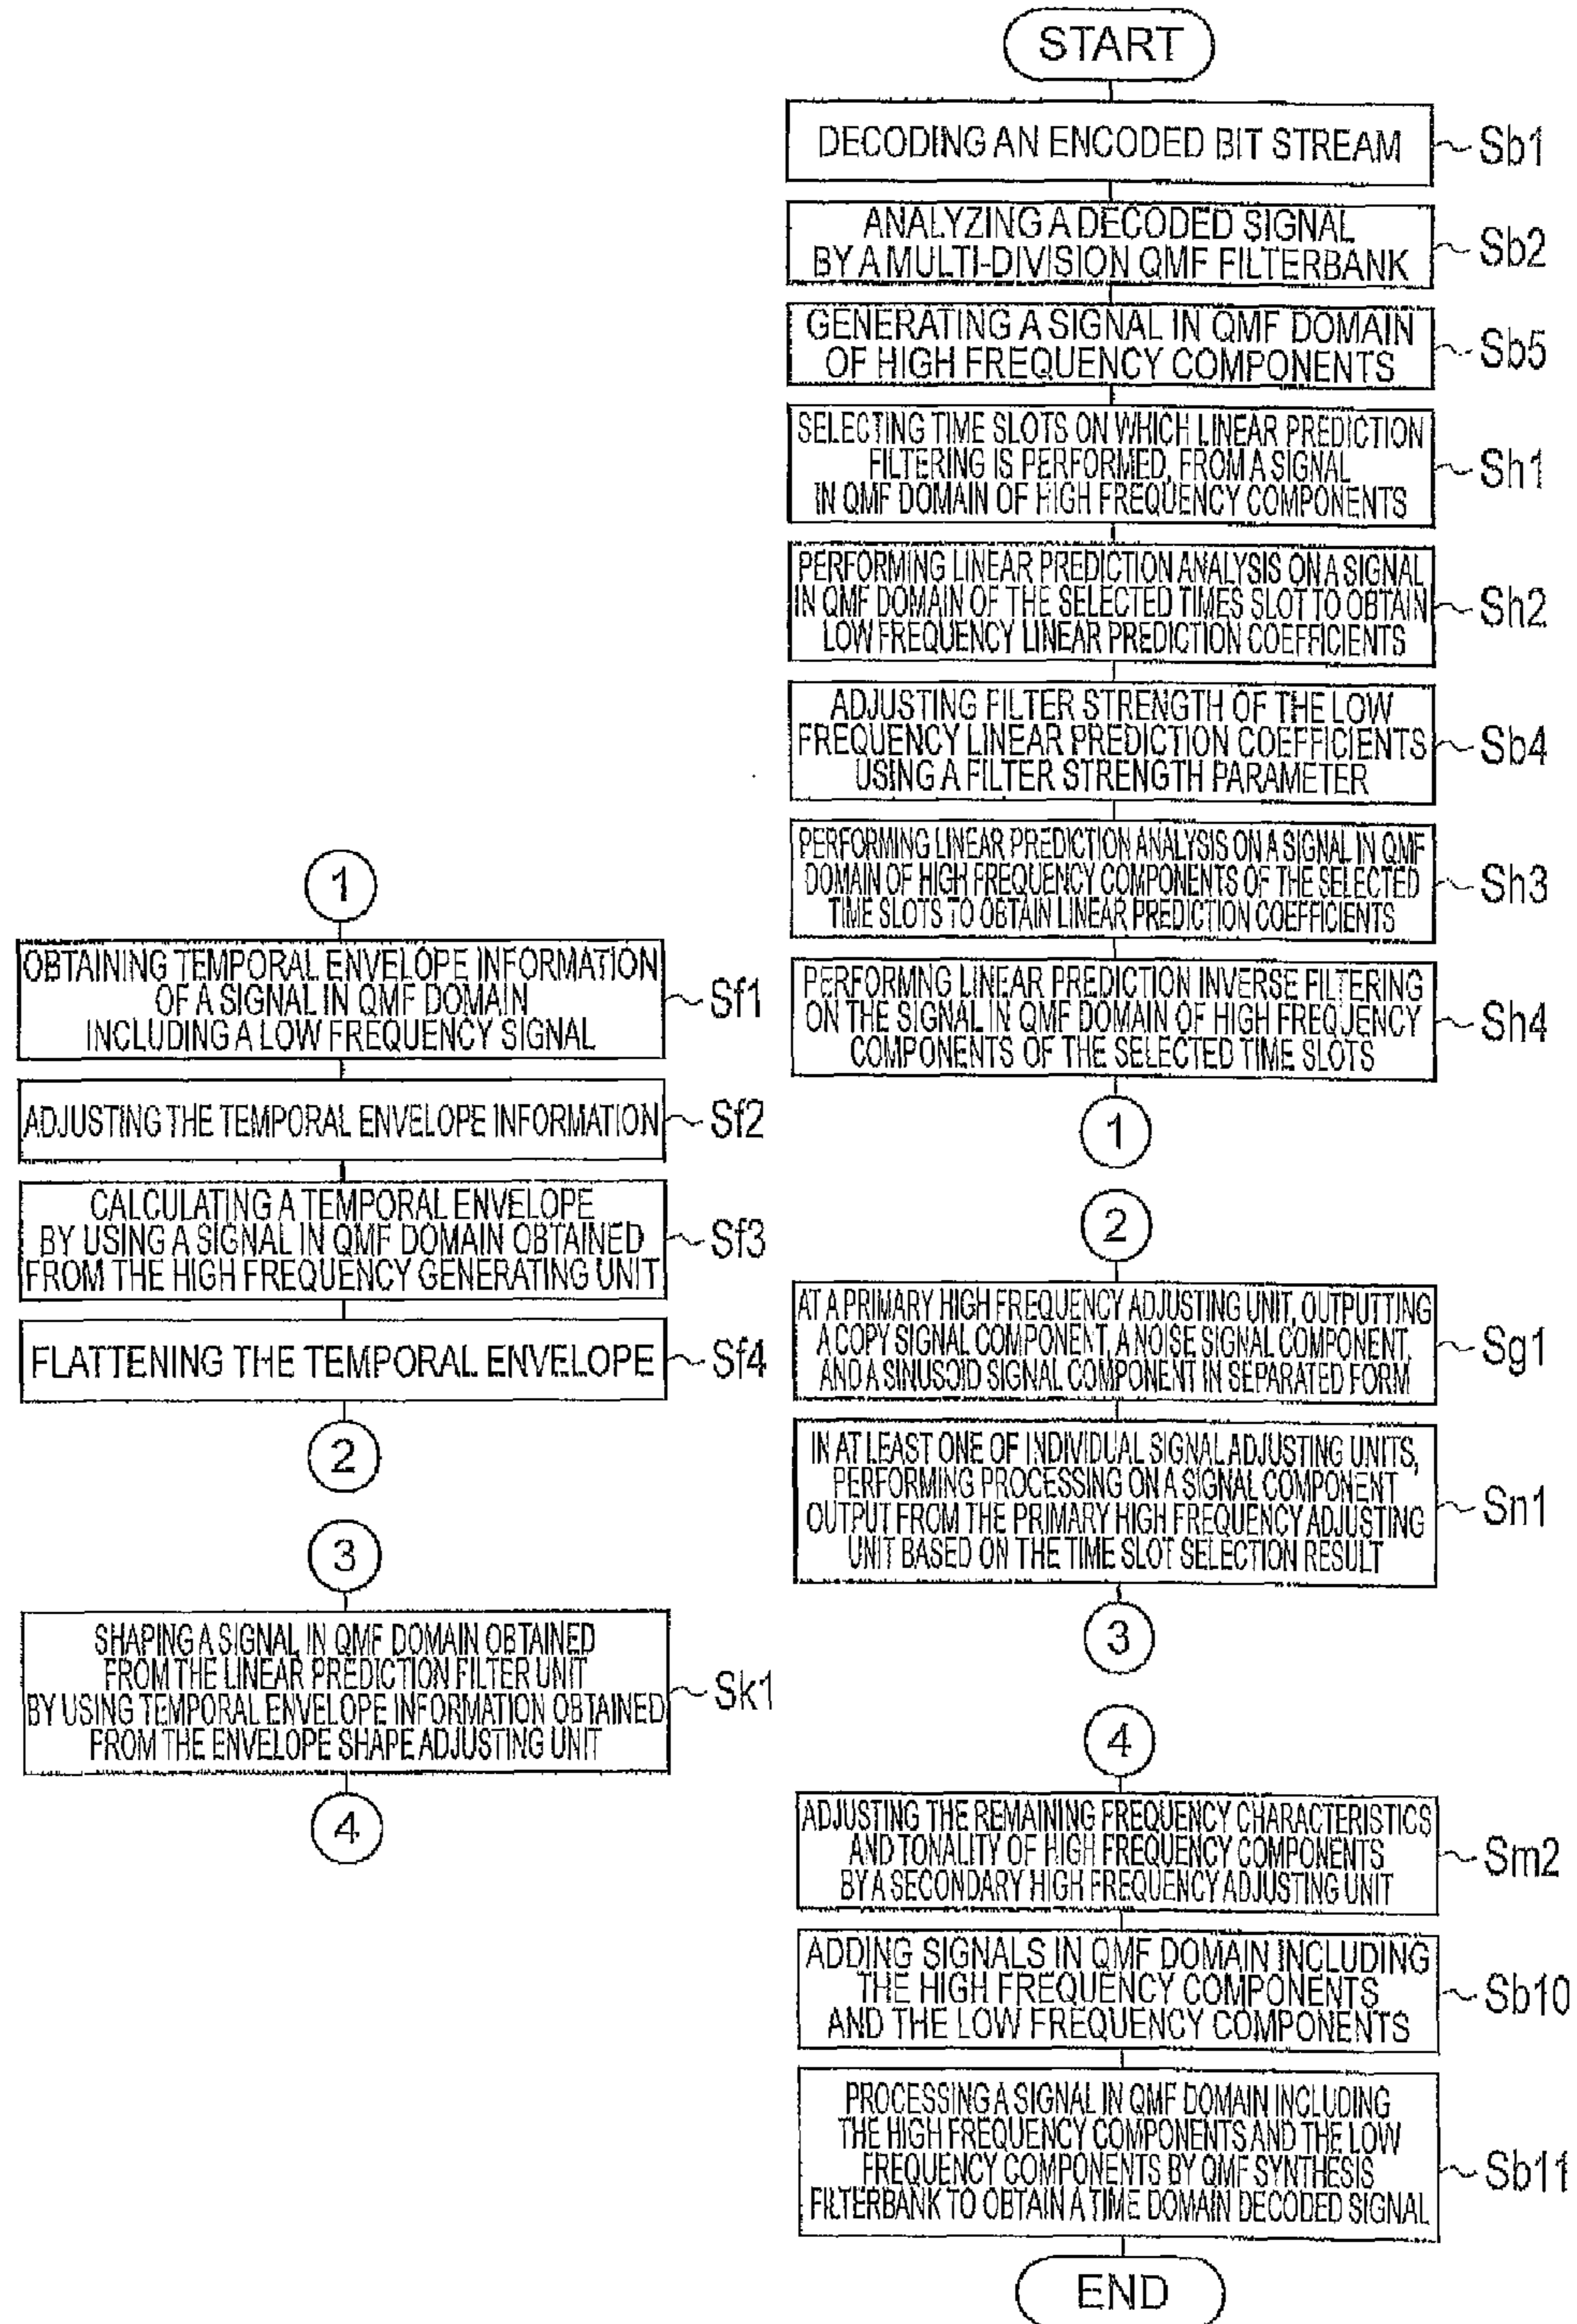 START
DECODING AN ENCODED BIT STREAM
Sb1
ANALYZING A DECODED SIGNAL
BY A MULTI-DIVISION QMF FILTERBANK
Sb2
GENERATING A SIGNAL IN QMF DOMAIN
OF HIGH FREQUENCY COMPONENTS
Sb5
SELECTING TIME SLOTS ON WHICH LINEAR PREDICTION
FILTERING IS PERFORMED, FROM A SIGNAL
IN QMF DOMAIN OF HIGH FREQUENCY COMPONENTS
Sh1
PERFORMING LINEAR PREDICTION ANALYSIS ON A SIGNAL
IN QMF DOMAIN OF THE SELECTED TIMES SLOT TO OBTAIN
LOW FREQUENCY LINEAR PREDICTION COEFFICIENTS
Sh2
ADJUSTING FILTER STRENGTH OF THE LOW
FREQUENCY LINEAR PREDICTION COEFFICIENTS
USING A FILTER STRENGTH PARAMETER
Sb4
PERFORMING LINEAR PREDICTION ANALYSIS ON A SIGNAL IN QMF
DOMAIN OF HIGH FREQUENCY COMPONENTS OF THE SELECTED
TIME SLOTS TO OBTAIN LINEAR PREDICTION COEFFICIENTS
Sh3
PERFORMNG LINEAR PREDICTION INVERSE FILTERING
ON THE SIGNAL IN QMF DOMAIN OF HIGH FREQUENCY
COMPONENTS OF THE SELECTED TIME SLOTS
Sh4
1
1
OBTAINING TEMPORAL ENVELOPE INFORMATION
OF A SIGNAL IN QMF DOMAIN
INCLUDING A LOW FREQUENCY SIGNAL
Sf1
ADJUSTING THE TEMPORAL ENVELOPE INFORMATION
Sf2
CALCULATING A TEMPORAL ENVELOPE
BY USING A SIGNAL IN QMF DOMAIN OBTAINED
FROM THE HIGH FREQUENCY GENERATING UNIT
Sf3
FLATTENING THE TEMPORAL ENVELOPE
Sf4
2
2
AT A PRIMARY HIGH FREQUENCY ADJUSTING UNIT, OUTPUTTING
A COPY SIGNAL COMPONENT, A NOISE SIGNAL COMPONENT,
AND A SINUSOID SIGNAL COMPONENT IN SEPARATED FORM
Sg1
IN AT LEAST ONE OF INDIVIDUAL SIGNAL ADJUSTING UNITS,
PERFORMING PROCESSING ON A SIGNAL COMPONENT
OUTPUT FROM THE PRIMARY HIGH FREQUENCY ADJUSTING
UNIT BASED ON THE TIME SLOT SELECTION RESULT
Sn1
3
3
SHAPING A SIGNAL IN QMF DOMAIN OBTAINED
FROM THE LINEAR PREDICTION FILTER UNIT
BY USING TEMPORAL ENVELOPE INFORMATION OBTAINED
FROM THE ENVELOPE SHAPE ADJUSTING UNIT
Sk1
4
4
ADJUSTING THE REMAINING FREQUENCY CHARACTERISTICS
AND TONALITY OF HIGH FREQUENCY COMPONENTS
BY A SECONDARY HIGH FREQUENCY ADJUSTING UNIT
Sm2
ADDING SIGNALS IN QMF DOMAIN INCLUDING
THE HIGH FREQUENCY COMPONENTS
AND THE LOW FREQUENCY COMPONENTS
Sb10
PROCESSING A SIGNAL IN QMF DOMAIN INCLUDING
THE HIGH FREQUENCY COMPONENTS AND THE LOW
FREQUENCY COMPONENTS BY QMF SYNTHESIS
FILTERBANK TO OBTAIN A TIME DOMAIN DECODED SIGNAL
Sb11
END